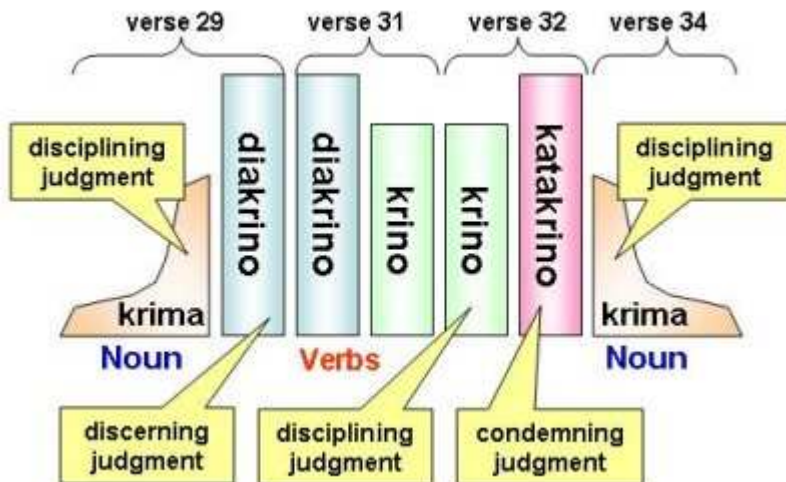 verse 29
verse 31
verse 32
verse 34
disciplining
judgment
diakrino
diakrino
krino
krino
katakrino
disciplining
judgment
krima
krima
Noun
Verbs
Noun
discerning
judgment
disciplining
judgment
condemning
judgment